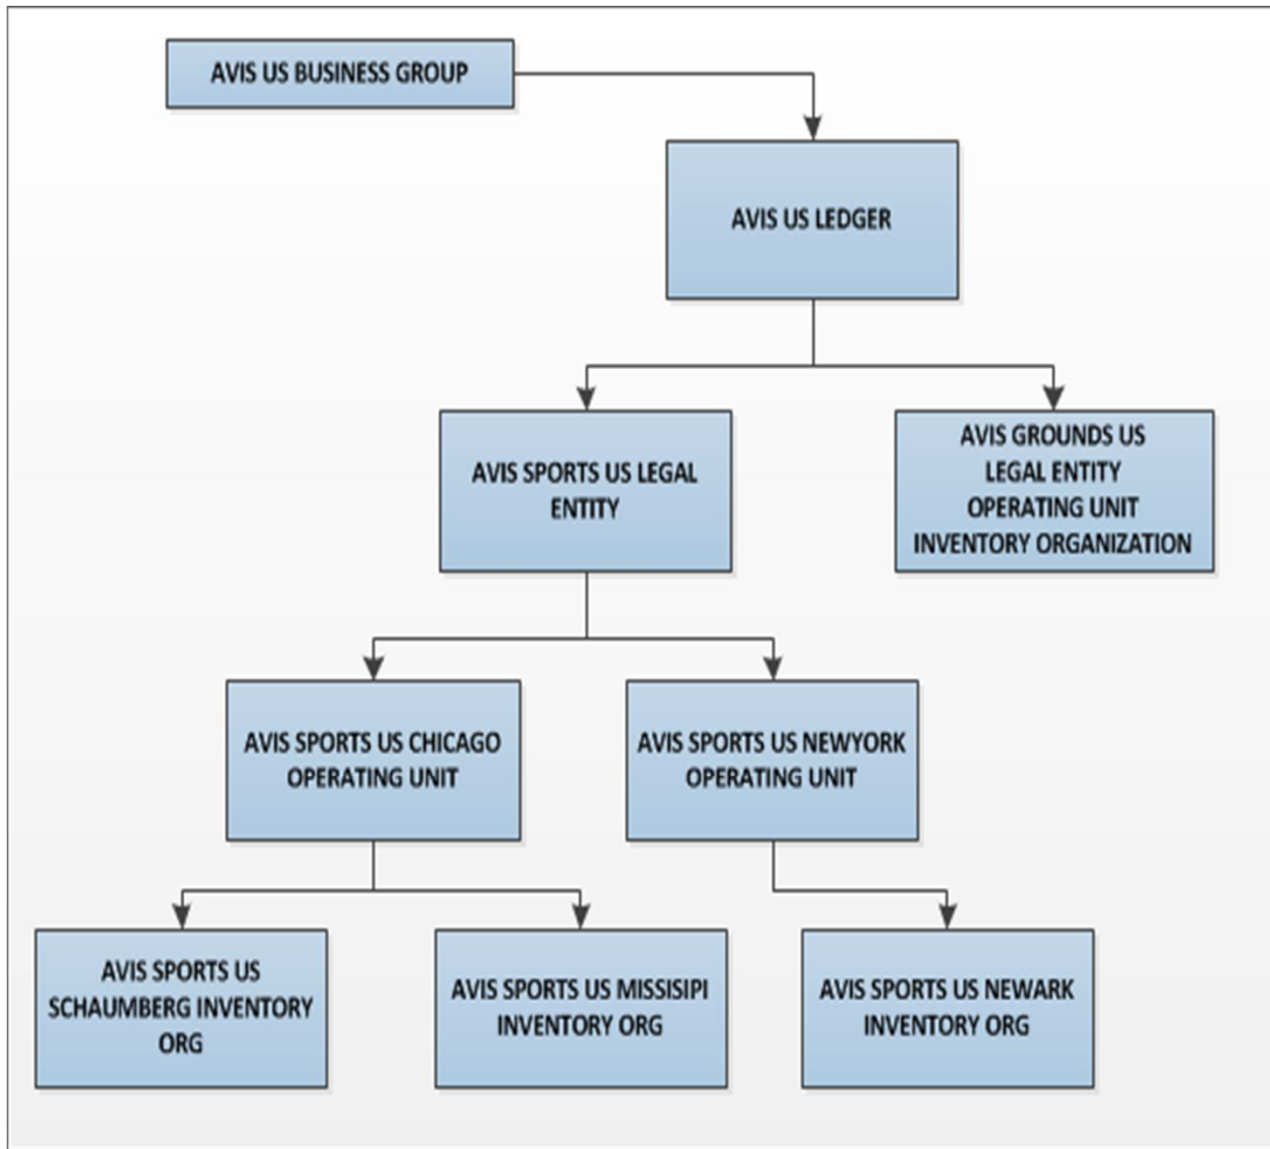 AVIS US BUSINESS GROUP
AVIS US LEDGER
AVIS SPORTS US LEGAL
ENTITY
AVIS GROUNDS US
LEGAL ENTITY
OPERATING UNIT
INVENTORY ORGANIZATION
AVIS SPORTS US CHICAGO
OPERATING UNIT
AVIS SPORTS US NEWYORK
OPERATING UNIT
AVIS SPORTS US
SCHAUMBERG INVENTORY
ORG
AVIS SPORTS US MISSISIPI
INVENTORY ORG
AVIS SPORTS US NEWARK
INVENTORY ORG